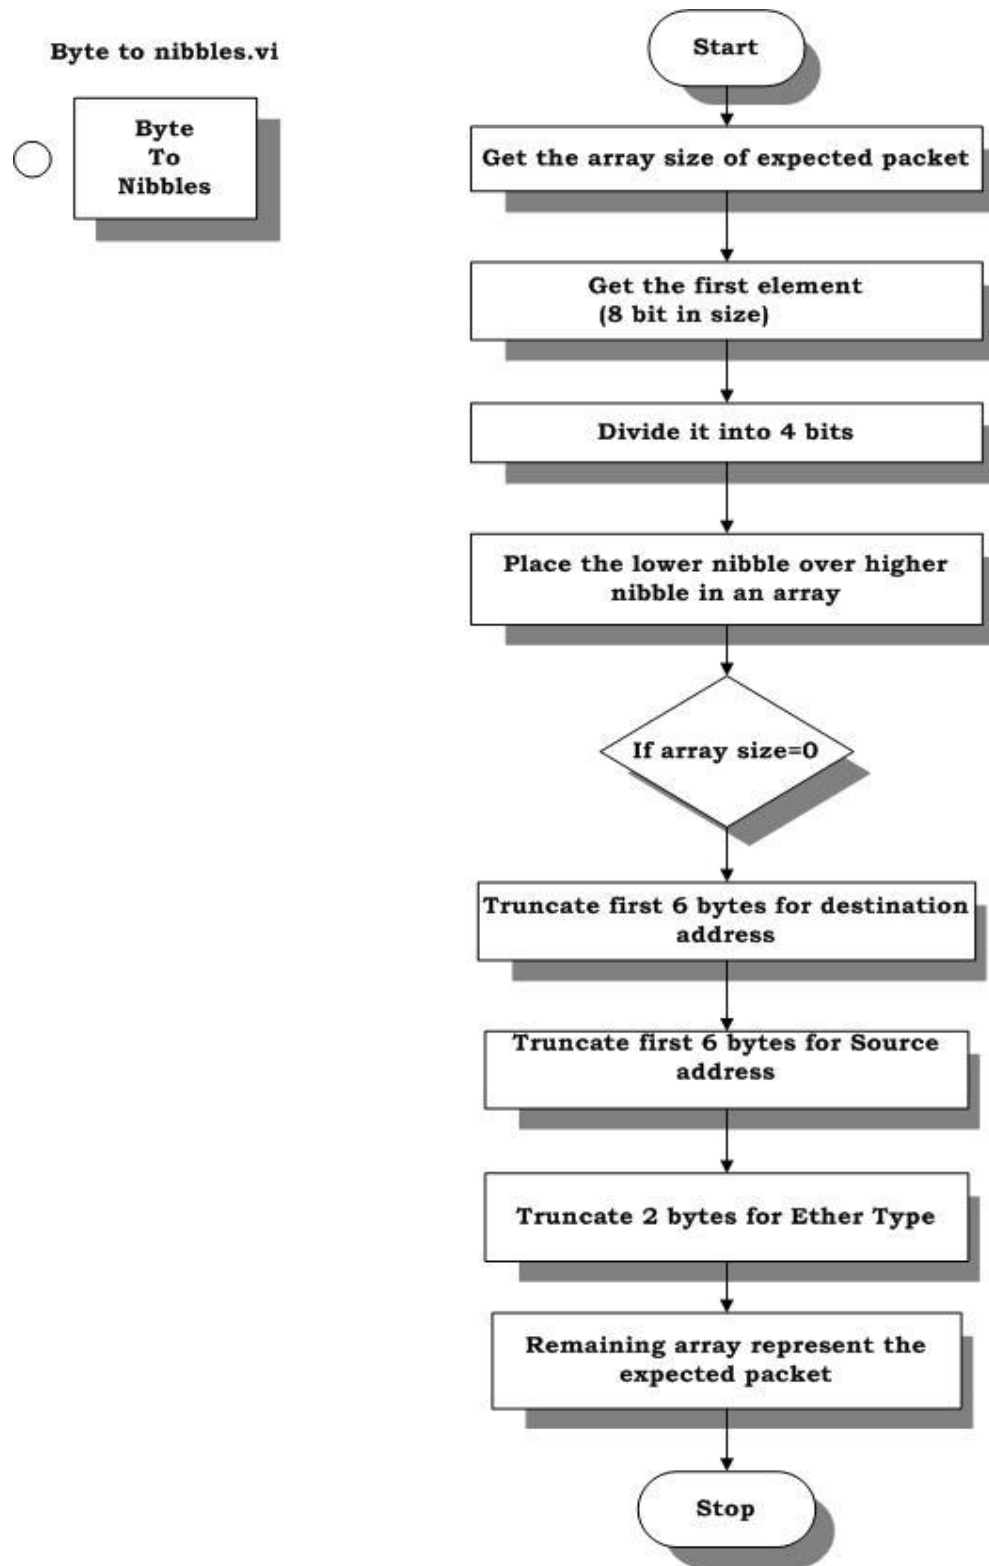 Byte to nibbles.vi
Byte
To
Nibbles
Start
Get the array size of expected packet
Get the first element
(8 bit in size)
Divide it into 4 bits
Place the lower nibble over higher
nibble in an array
If array size=0
Truncate first 6 bytes for destination
address
Truncate first 6 bytes for Source
address
Truncate 2 bytes for Ether Type
Remaining array represent the
expected packet
Stop